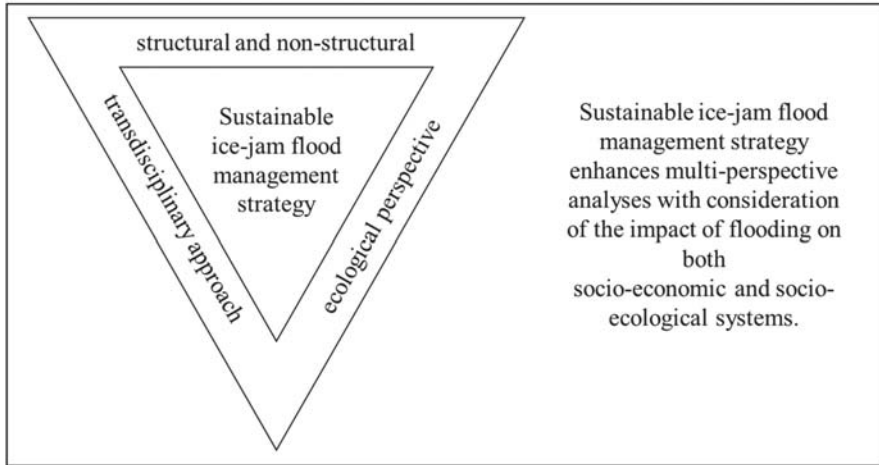 structural and non-structural
transdisciplinary approach
Sustainable
ice-jam flood
management
strategy
ecological perspective
Sustainable ice-jam flood
management strategy
enhances multi-perspective
analyses with consideration
of the impact of flooding on
both
socio-economic and socio-
ecological systems.